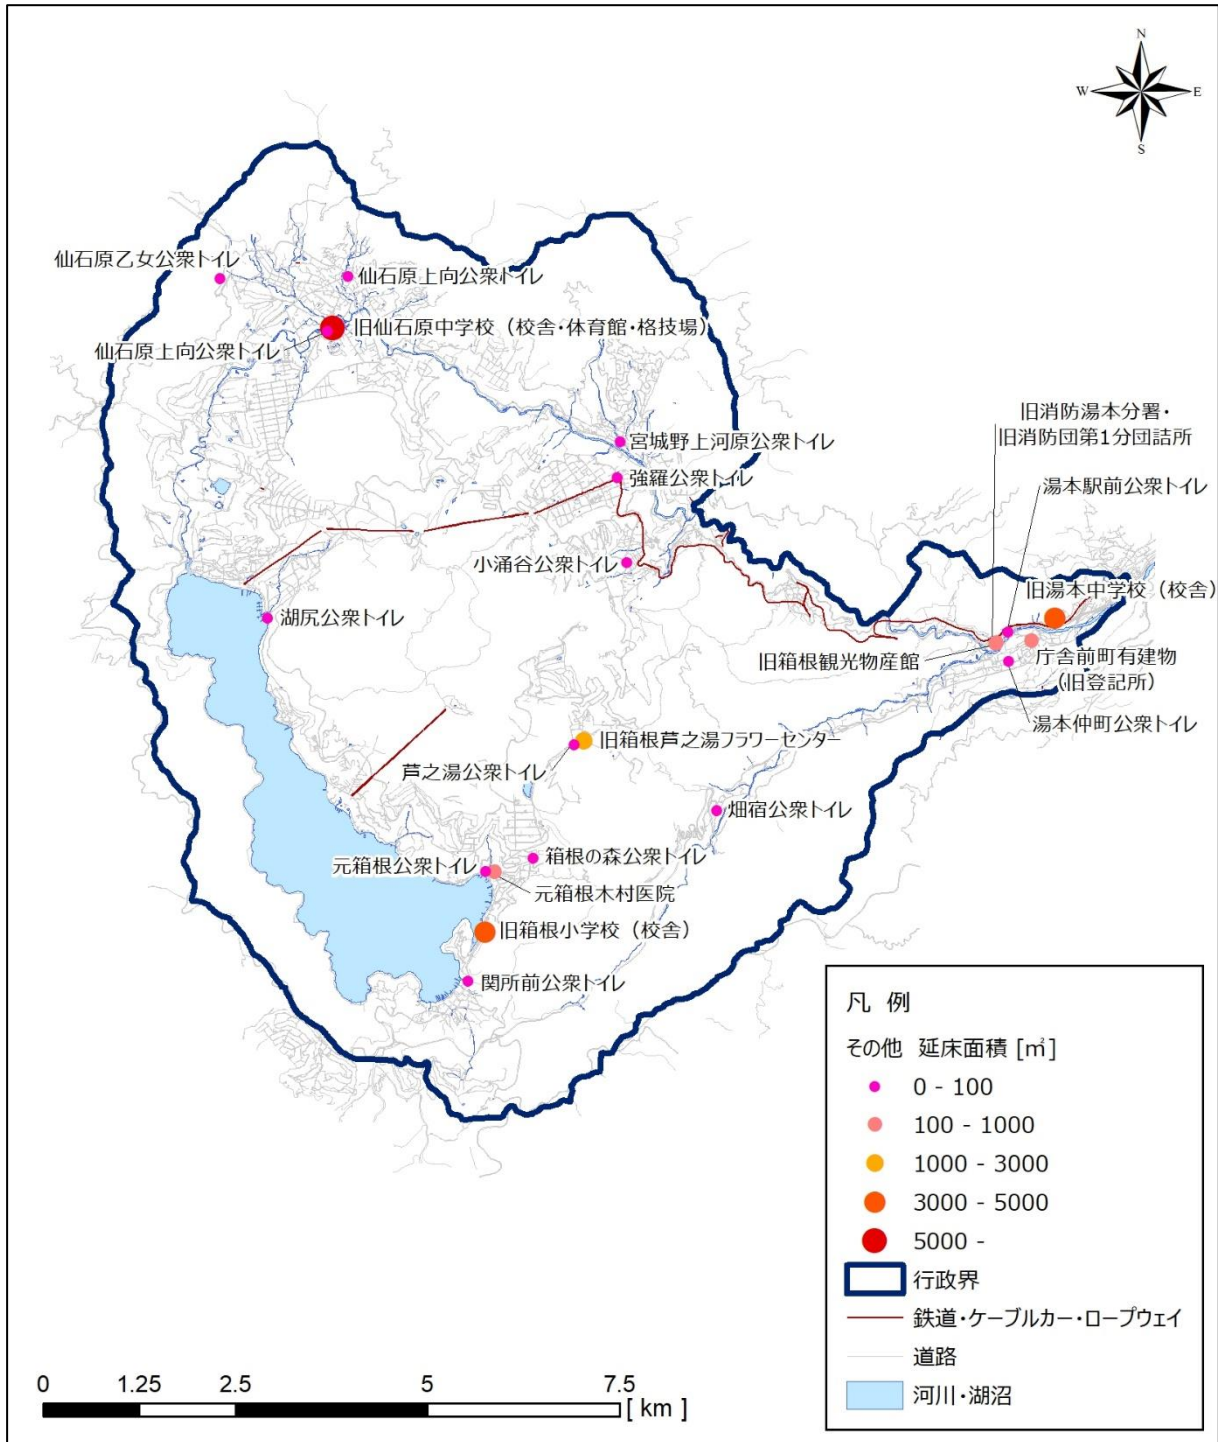 N
W
E
S
仙石原乙女公衆トイレ
仙石原上向公衆トイレ
旧仙石原中学校（校舎・体育館・格技場）
仙石原上向公衆トイレ
宮城野上河原公衆トイレ
強羅公衆トイレ
小涌谷公衆トイレ
湖尻公衆トイレ
旧消防湯本分署・
旧消防団第1分団詰所
湯本駅前公衆トイレ
旧湯本中学校（校舎）
旧箱根観光物産館
庁舎前町有建物
（旧登記所）
湯本仲町公衆トイレ
旧箱根芦之湯フラワーセンター
芦之湯公衆トイレ
畑宿公衆トイレ
箱根の森公衆トイレ
元箱根公衆トイレ
元箱根木村医院
旧箱根小学校（校舎）
関所前公衆トイレ
凡 例
その他 延床面積 [㎡]
0 - 100
100 - 1000
1000 - 3000
3000 - 5000
5000 -
行政界
鉄道・ケーブルカー・ロープウェイ
道路
河川・湖沼
0 1.25 2.5 5 7.5
[ km ]